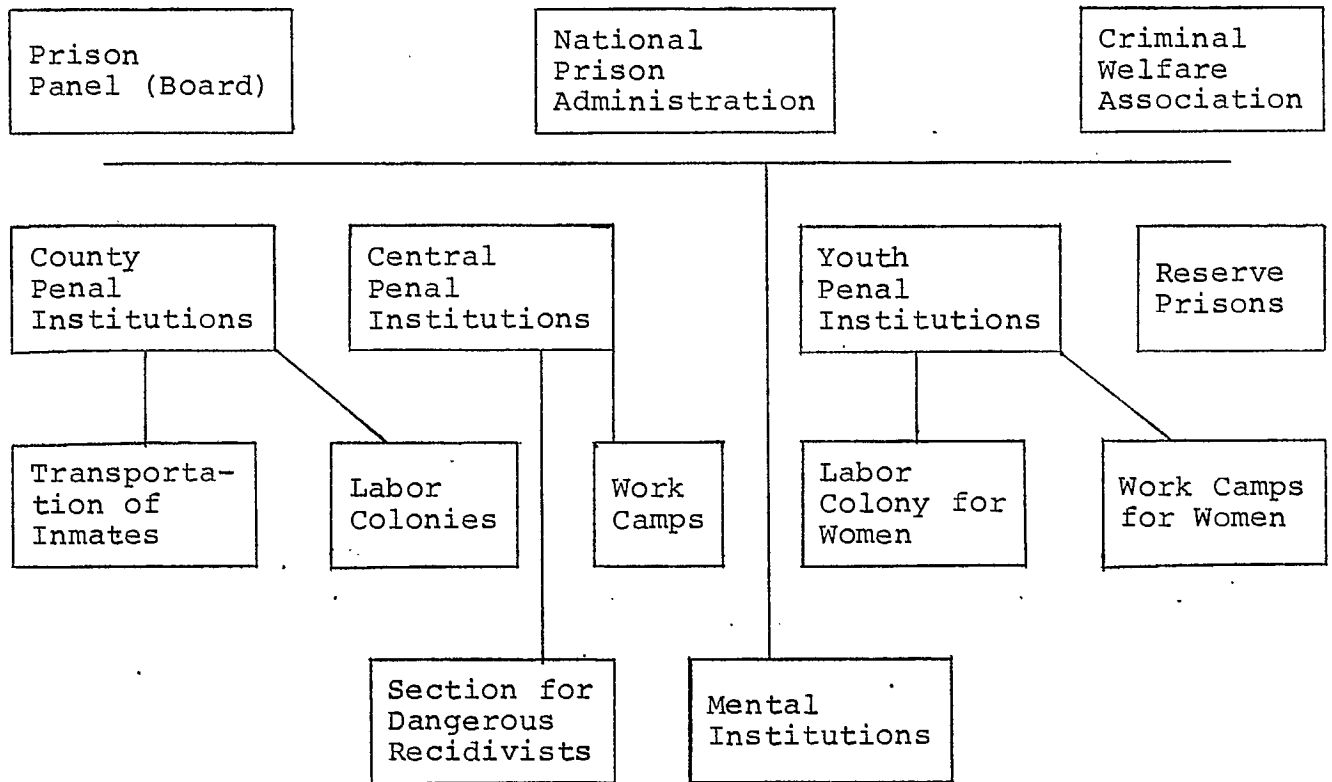 Prison
Panel (Board)
National
Prison
Administration
Criminal
Welfare
Association
County
Penal
Institutions
Central
Penal
Institutions
Youth
Penal
Institutions
Reserve
Prisons
Transporta-
tion of
Inmates
Labor
Colonies
Work
Camps
Labor
Colony for
Women
Work Camps
for Women
Section for
Dangerous
Recidivists
Mental
Institutions